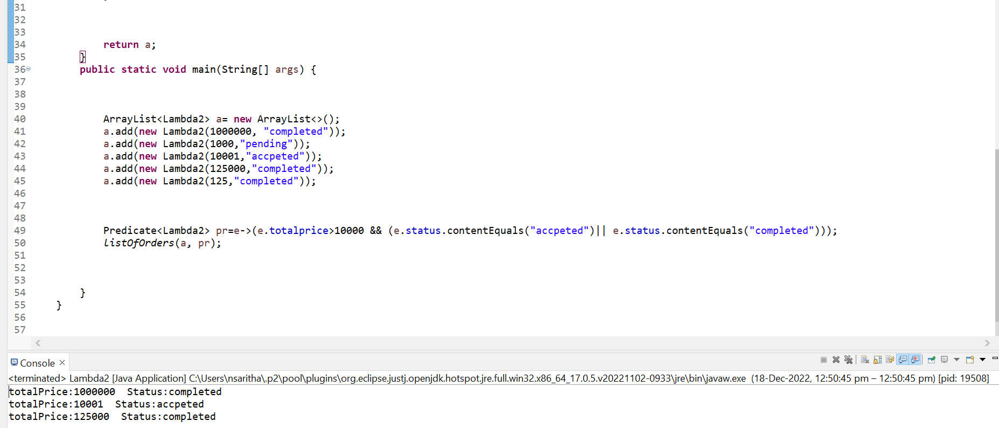 31
32
33
34 return a;
35 }
36 public static void main(String[] args) {
37
38
39
40 ArrayList<Lambda2> a= new ArrayList<>();
41 a.add(new Lambda2(1000000, "completed"));
42 a.add(new Lambda2(1000,"pending"));
43 a.add(new Lambda2(10001,"accpeted"));
44 a.add(new Lambda2(125000,"completed"));
45 a.add(new Lambda2(125,"completed"));
46
47
48
49 Predicate<Lambda2> pr=e->(e.totalprice>10000 && (e.status.contentEquals("accpeted")|| e.status.contentEquals("completed")));
50 listOfOrders(a, pr);
51
52
53
54 }
55 }
56
57
Console
<terminated> Lambda2 [Java Application] C:\Users\nsaritha\.p2\pool\plugins\org.eclipse.justj.openjdk.hotspot.jre.full.win32.x86_64_17.0.5.v20221102-0933\jre\bin\javaw.exe (18-Dec-2022, 12:50:45 pm – 12:50:45 pm) [pid: 19508]
totalPrice:1000000  Status:completed
totalPrice:10001  Status:accpeted
totalPrice:125000  Status:completed